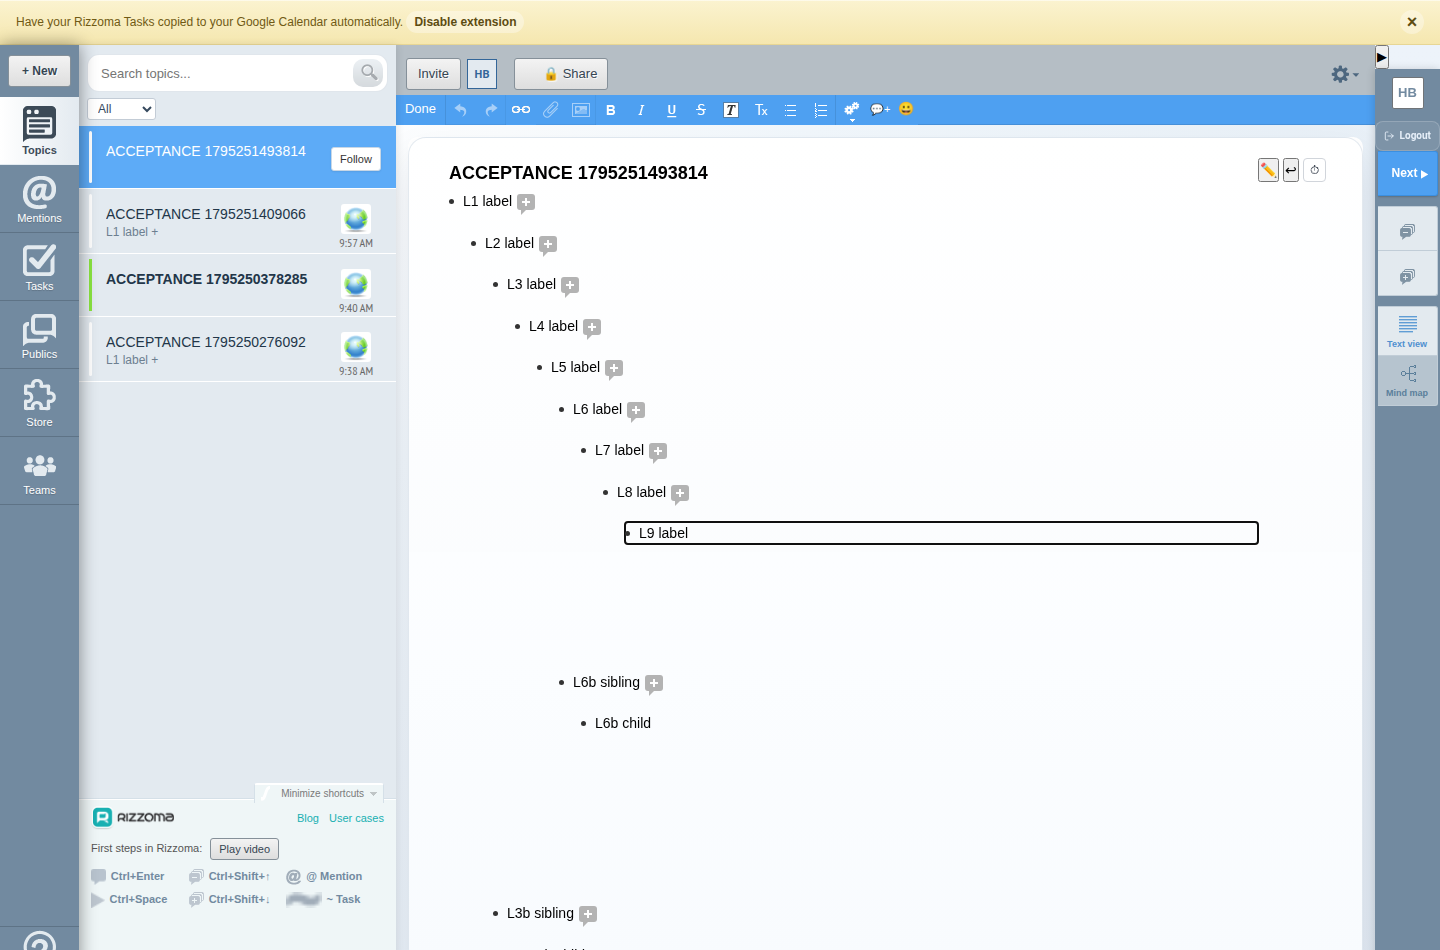 Have your Rizzoma Tasks copied to your Google Calendar automatically. Disable extension ×
+ New
Topics
Mentions
Tasks
Publics
Store
Teams
Search topics...
All
ACCEPTANCE 1795251493814
Follow
ACCEPTANCE 1795251409066
L1 label +
9:57 AM
ACCEPTANCE 1795250378285
9:40 AM
ACCEPTANCE 1795250276092
L1 label +
9:38 AM
Minimize shortcuts
RIZZOMA
Blog User cases
First steps in Rizzoma: Play video
Ctrl+Enter Ctrl+Shift+↑ @ @ Mention
Ctrl+Space Ctrl+Shift+↓ ~ Task
Invite HB Share
Done B I U S T Tx
ACCEPTANCE 1795251493814
L1 label
L2 label
L3 label
L4 label
L5 label
L6 label
L7 label
L8 label
L9 label
L6b sibling
L6b child
L3b sibling
HB
Logout
Next
Text view
Mind map